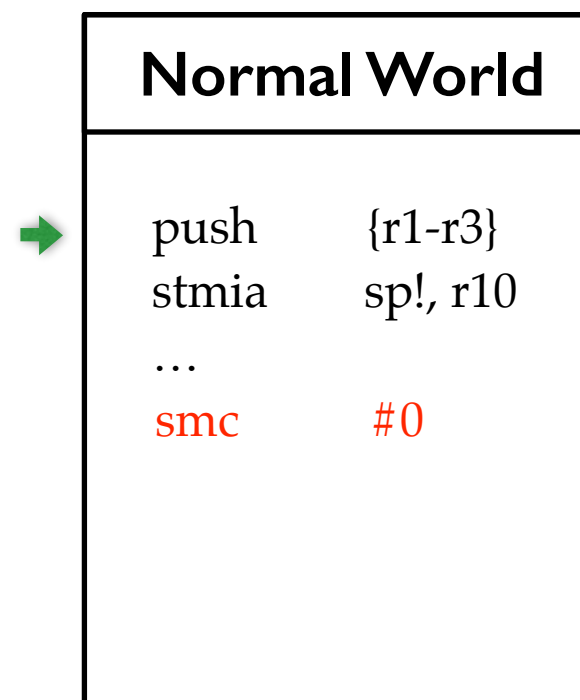 Normal World
push {r1-r3}
stmia sp!, r10
…
smc #0